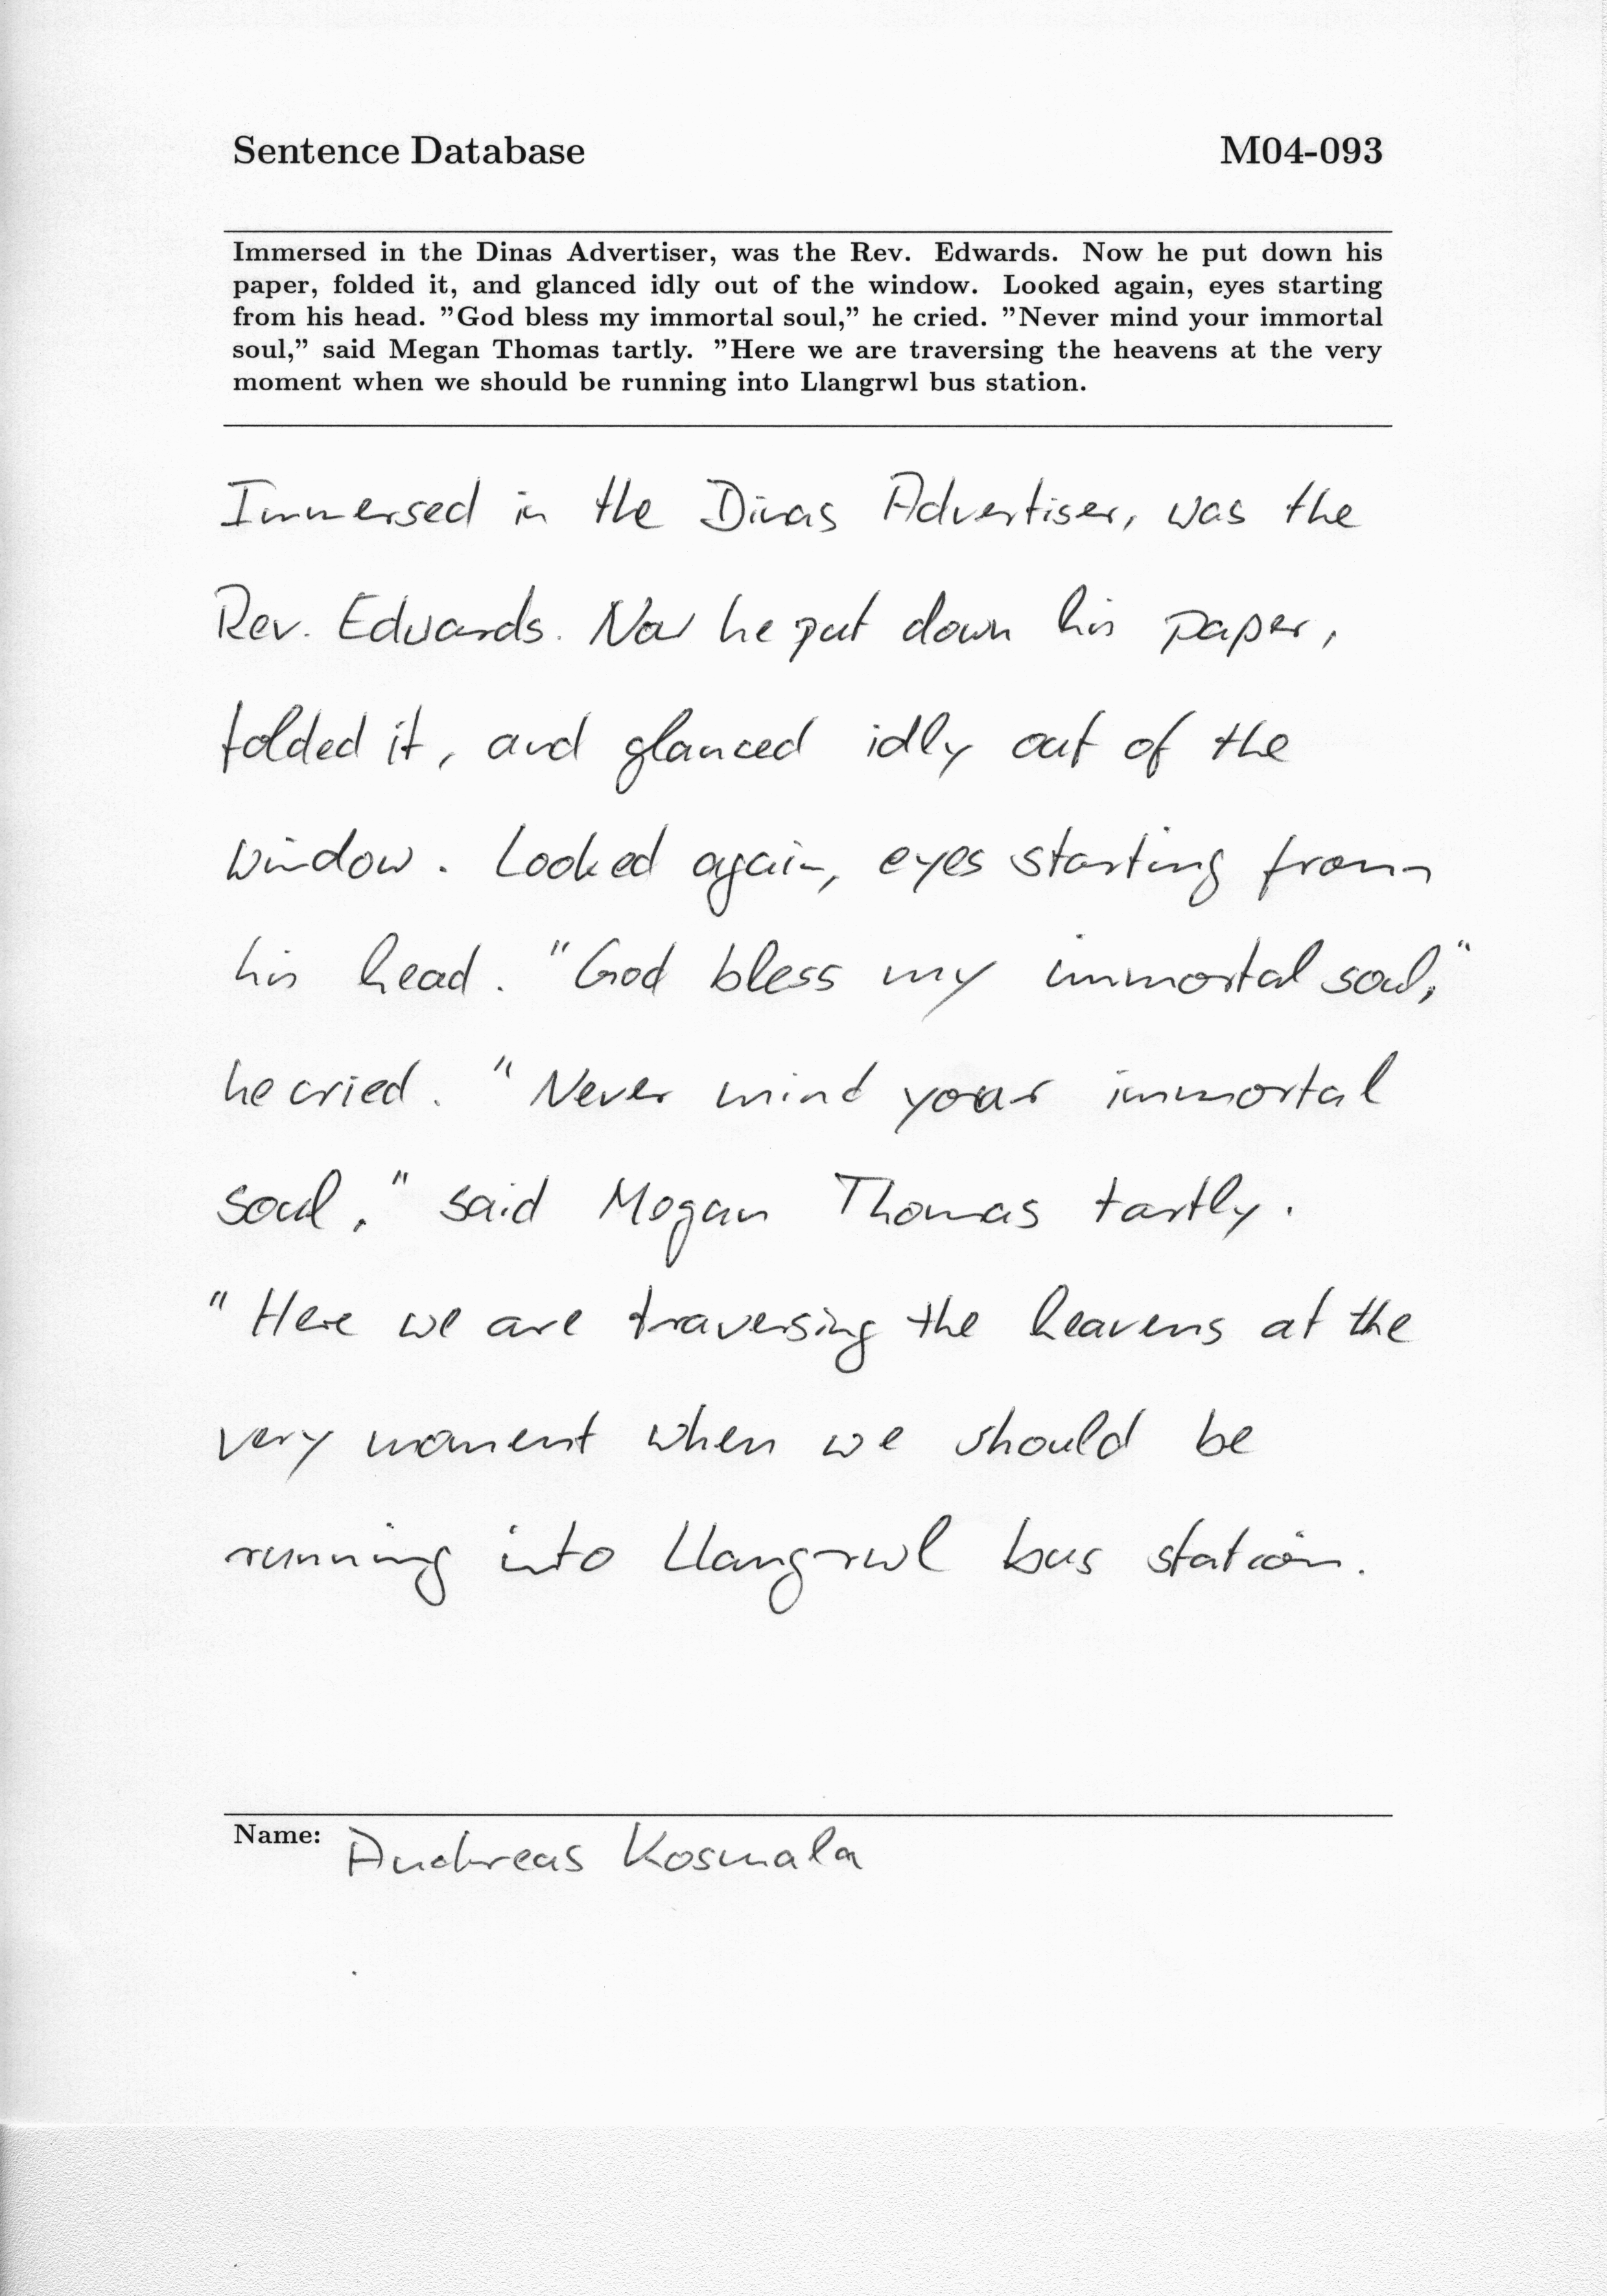 Sentence Database M04-093
Immersed in the Dinas Advertiser, was the Rev. Edwards. Now he put down his
paper, folded it, and glanced idly out of the window. Looked again, eyes starting
from his head. ”God bless my immortal soul,” he cried. ”Never mind your immortal
soul,” said Megan Thomas tartly. ”Here we are traversing the heavens at the very
moment when we should be running into Llangrwl bus station.
Immersed in the Dinas Advertiser, was the
Rev. Edwards. Now he put down his paper,
folded it, and glanced idly out of the
window. Looked again, eyes starting from
his head. "God bless my immortal soul,"
he cried. "Never mind your immortal
soul," said Megan Thomas tartly.
"Here we are traversing the heavens at the
very moment when we should be
running into Llangrwl bus station.
Name: Andreas Kosmala